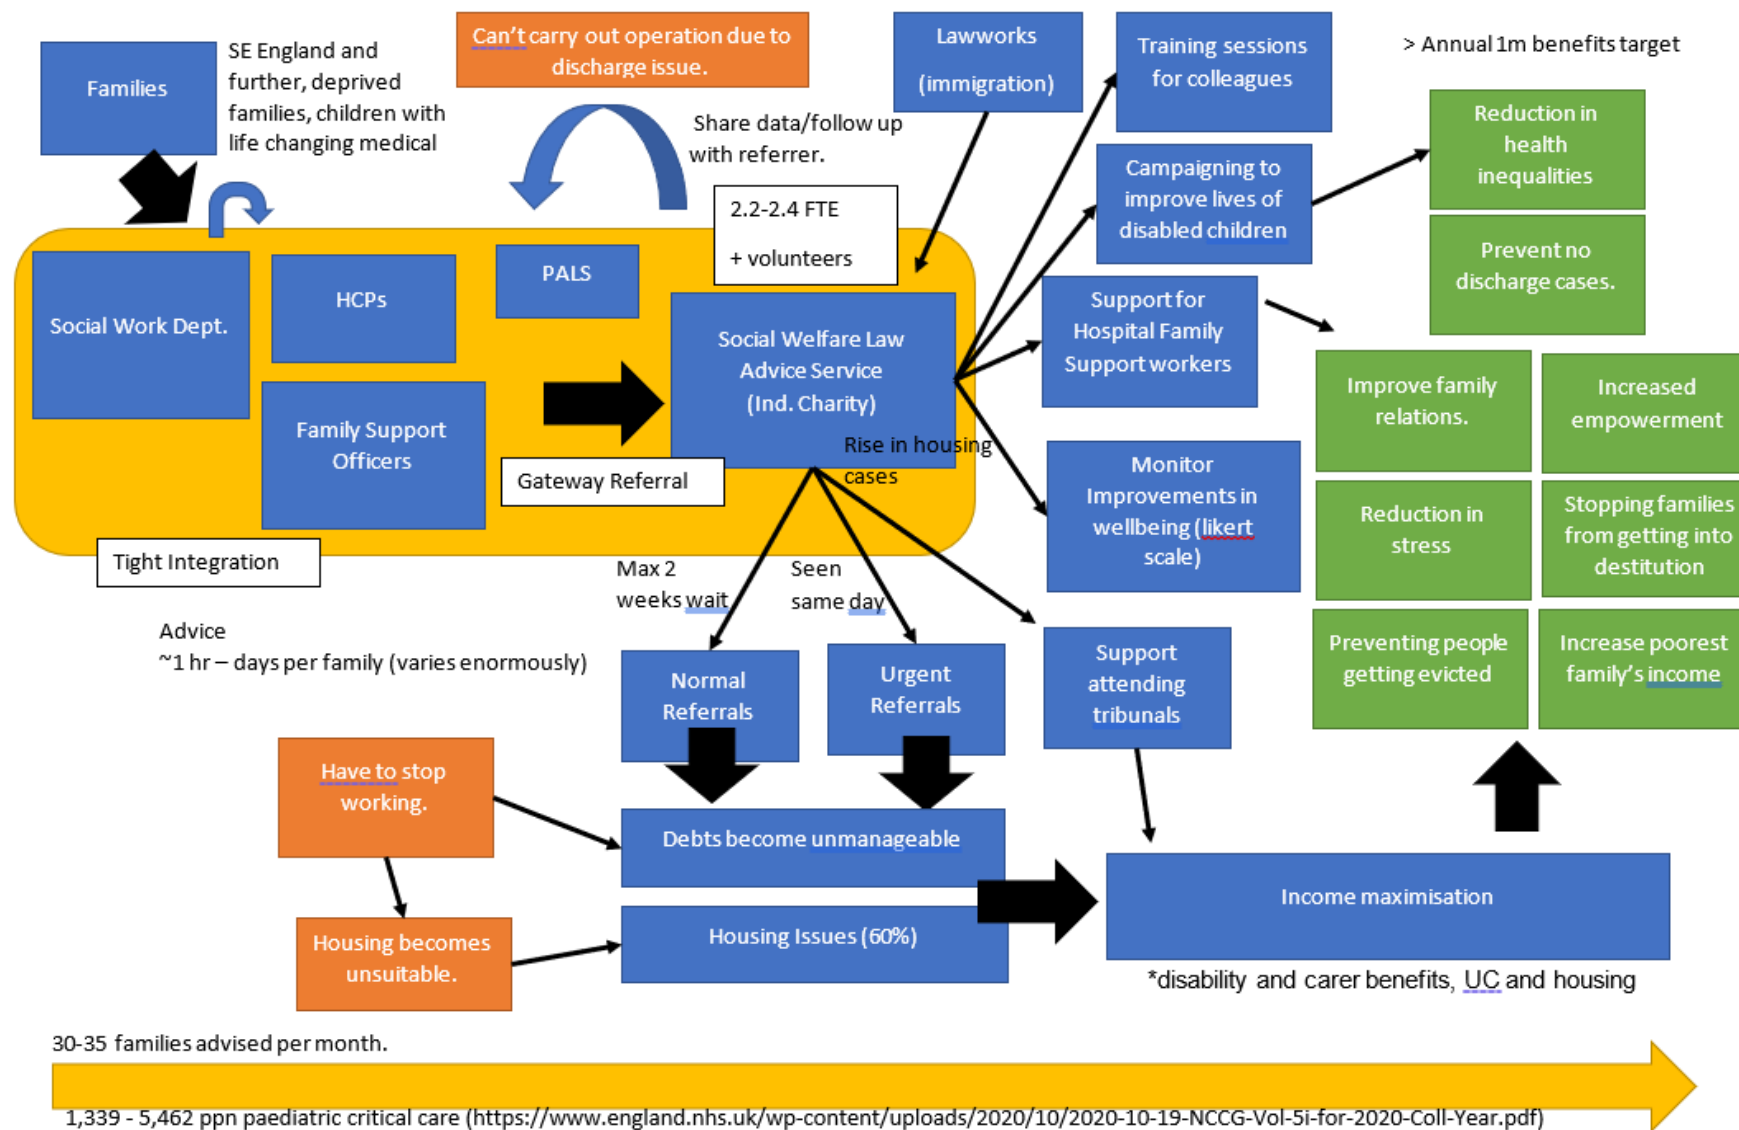 Families
SE England and
further, deprived
families, children with
life changing medical
Can't carry out operation due to
discharge issue.
Share data/follow up
with referrer.
Lawworks
(immigration)
Training sessions
for colleagues
> Annual 1m benefits target
Reduction in
health
inequalities
Campaigning to
improve lives of
disabled children
Prevent no
discharge cases.
2.2-2.4 FTE
+ volunteers
Social Work Dept.
HCPs
PALS
Family Support
Officers
Gateway Referral
Social Welfare Law
Advice Service
(Ind. Charity)
Rise in housing
cases
Tight Integration
Support for
Hospital Family
Support workers
Monitor
Improvements in
wellbeing (likert
scale)
Improve family
relations.
Increased
empowerment
Reduction in
stress
Stopping families
from getting into
destitution
Preventing people
getting evicted
Increase poorest
family's income
Max 2
weeks wait
Seen
same day
Advice
~1 hr – days per family (varies enormously)
Normal
Referrals
Urgent
Referrals
Support
attending
tribunals
Have to stop
working.
Debts become unmanageable
Housing becomes
unsuitable.
Housing Issues (60%)
Income maximisation
*disability and carer benefits, UC and housing
30-35 families advised per month.
1,339 - 5,462 ppn paediatric critical care (https://www.england.nhs.uk/wp-content/uploads/2020/10/2020-10-19-NCCG-Vol-5i-for-2020-Coll-Year.pdf)